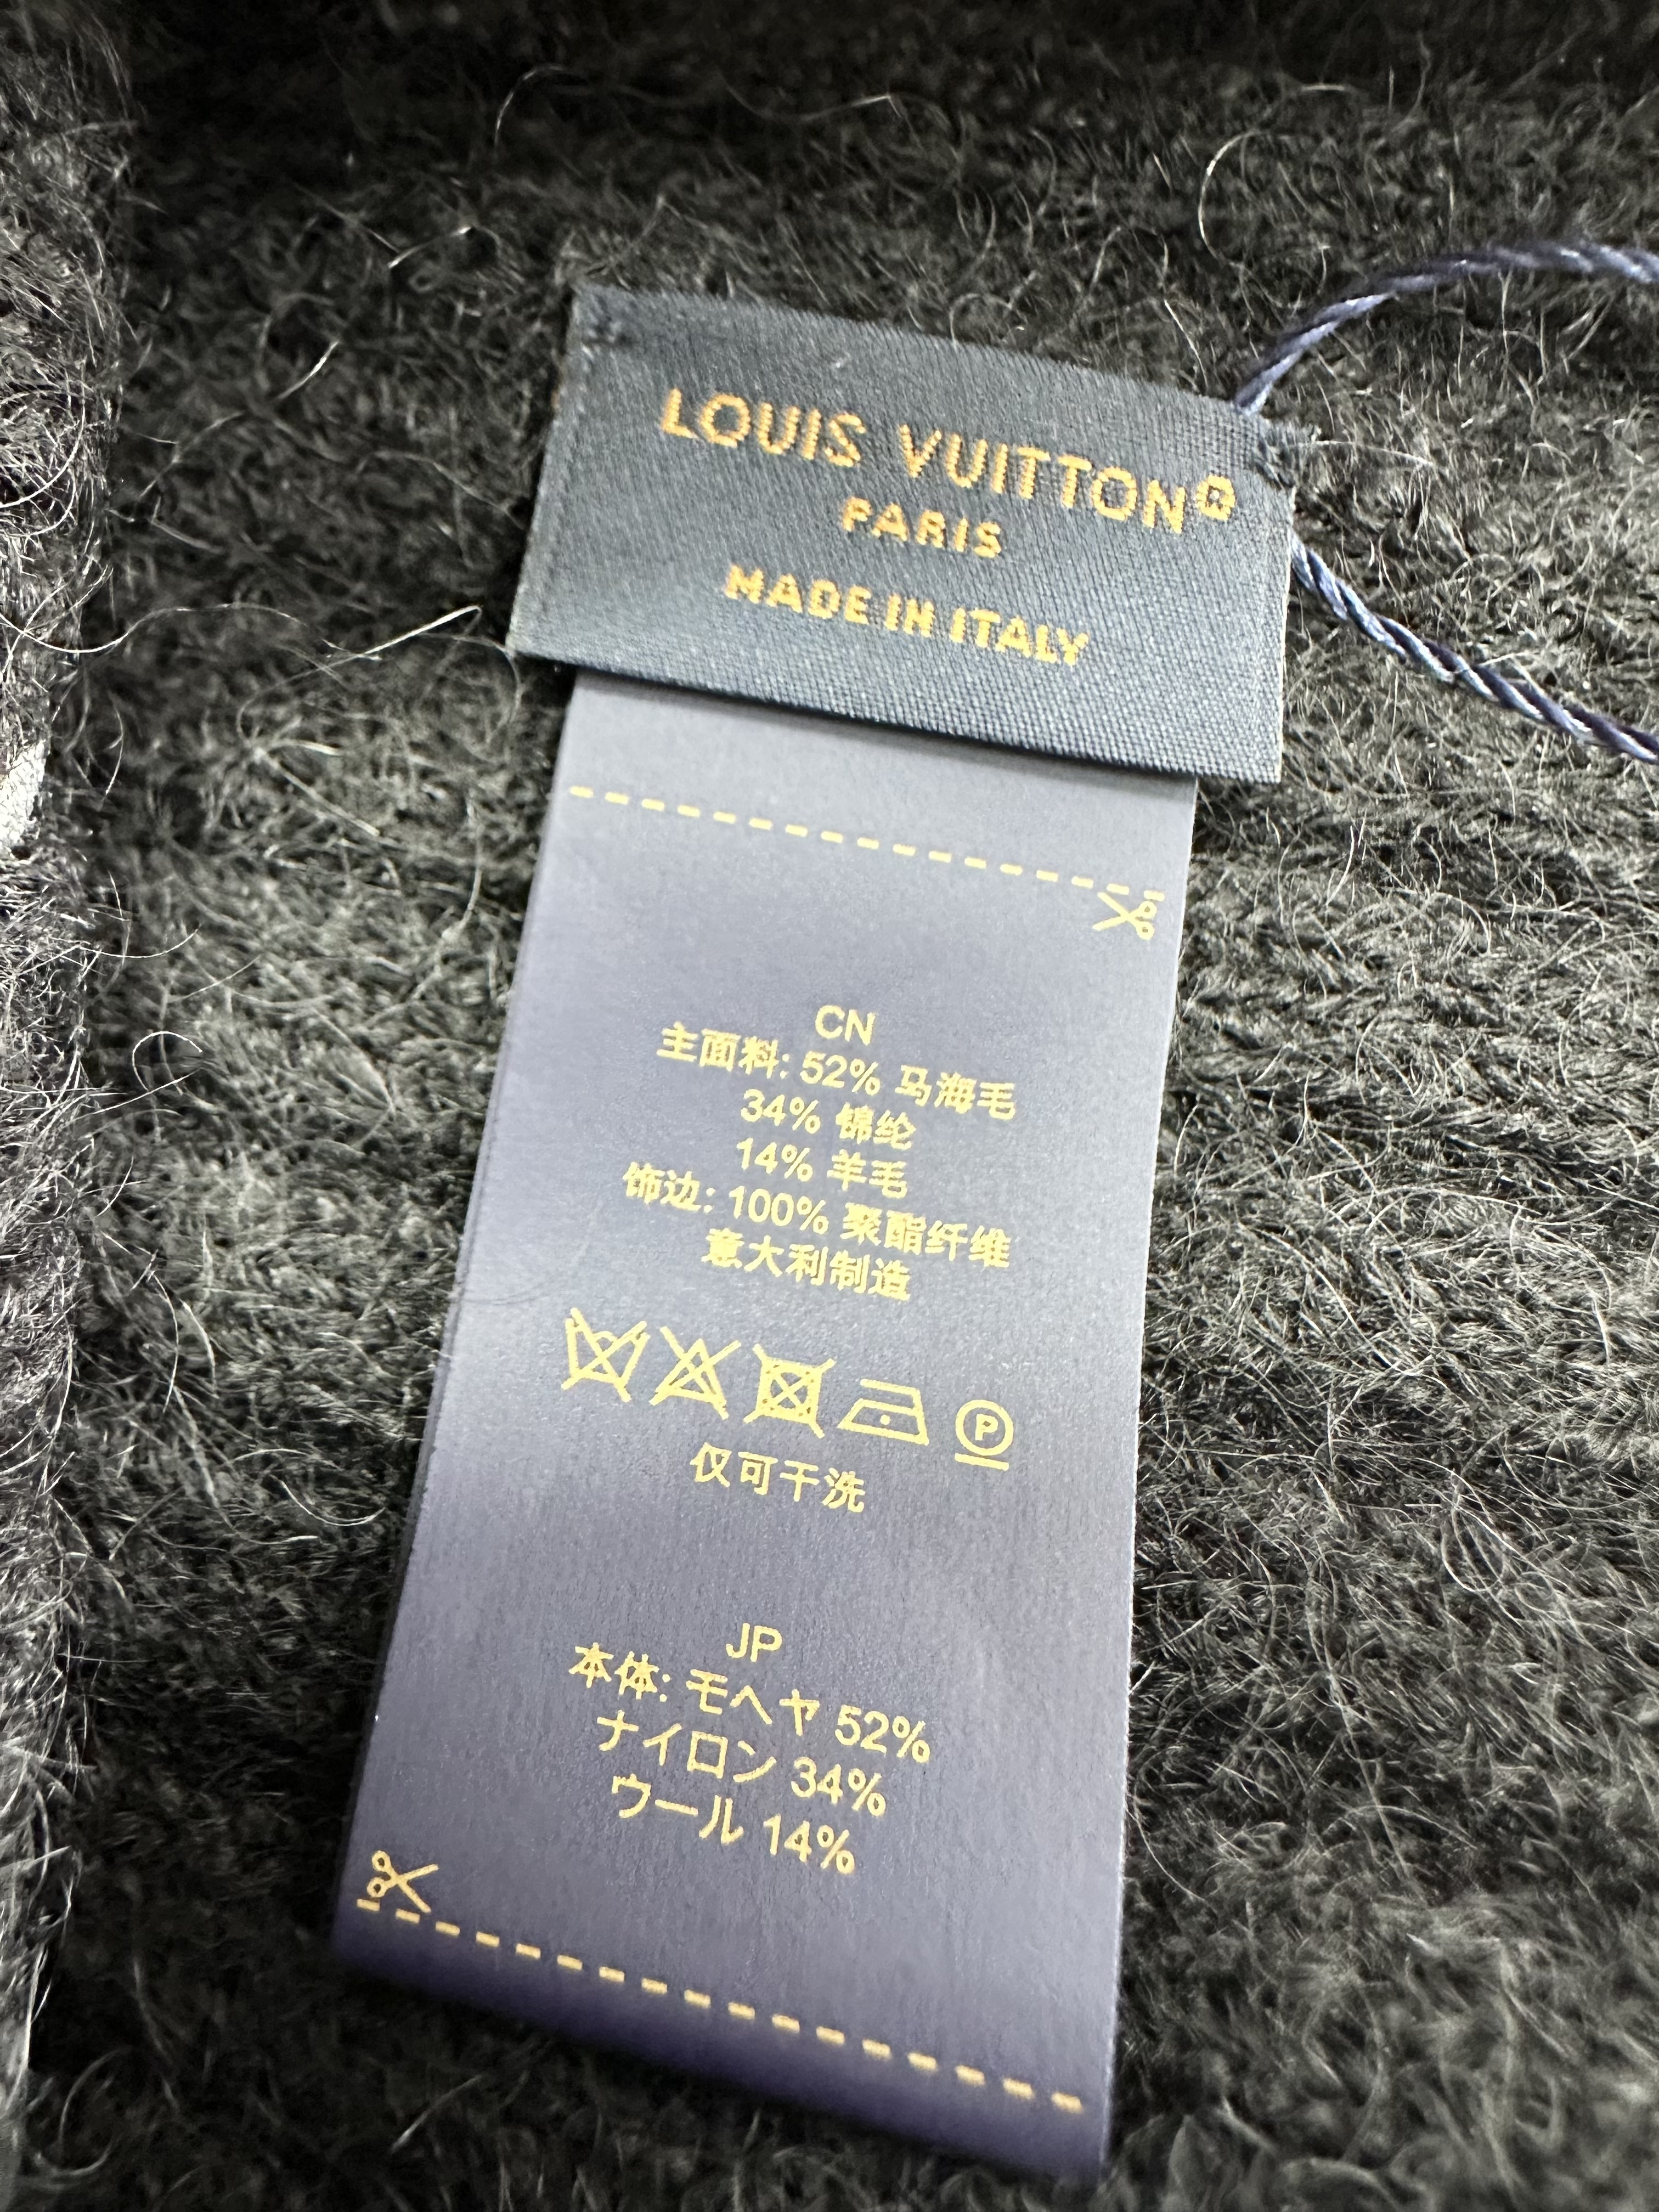 LOUIS VUITTON®
PARIS
MADE IN ITALY
CN
主面料: 52% 马海毛
34% 锦纶
14% 羊毛
饰边: 100% 聚酯纤维
意大利制造
P
仅可干洗
JP
本体: モヘヤ 52%
ナイロン 34%
ウール 14%